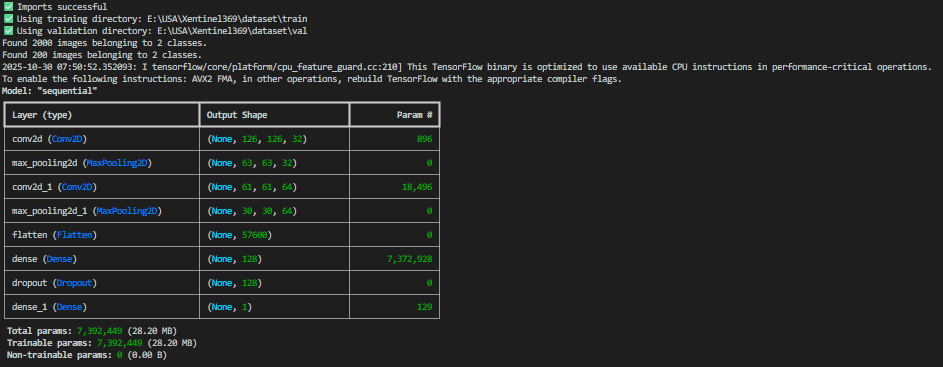 ✅ Imports successful
✅ Using training directory: E:\USA\Xentinel369\dataset\train
✅ Using validation directory: E:\USA\Xentinel369\dataset\val
Found 2000 images belonging to 2 classes.
Found 200 images belonging to 2 classes.
2025-10-30 07:50:52.352093: I tensorflow/core/platform/cpu_feature_guard.cc:210] This TensorFlow binary is optimized to use available CPU instructions in performance-critical operations.
To enable the following instructions: AVX2 FMA, in other operations, rebuild TensorFlow with the appropriate compiler flags.
Model: "sequential"
Layer (type) Output Shape Param #
conv2d (Conv2D) (None, 126, 126, 32) 896
max_pooling2d (MaxPooling2D) (None, 63, 63, 32) 0
conv2d_1 (Conv2D) (None, 61, 61, 64) 18,496
max_pooling2d_1 (MaxPooling2D) (None, 30, 30, 64) 0
flatten (Flatten) (None, 57600) 0
dense (Dense) (None, 128) 7,372,928
dropout (Dropout) (None, 128) 0
dense_1 (Dense) (None, 1) 129
Total params: 7,392,449 (28.20 MB)
Trainable params: 7,392,449 (28.20 MB)
Non-trainable params: 0 (0.00 B)